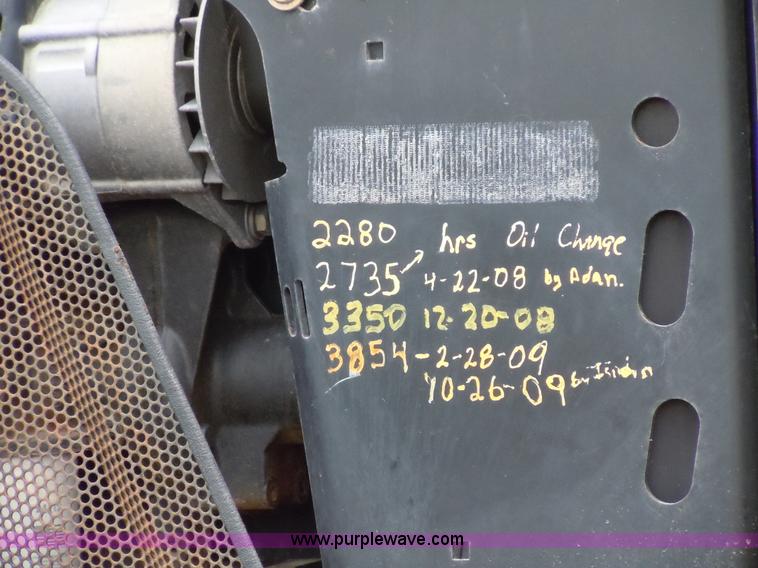 2280 hrs Oil Change
2735 4-22-08 by Adan.
3350 12-20-08
3854-2-28-09
10-26-09
www.purplewave.com